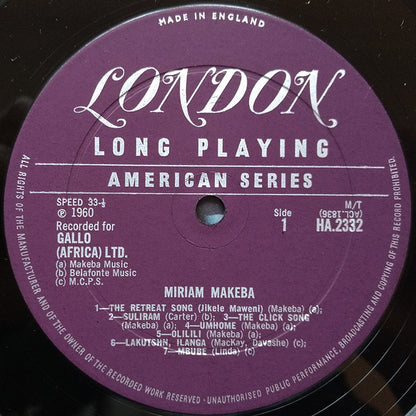 MADE IN ENGLAND
LONDON
LONG PLAYING
AMERICAN SERIES
SPEED 33-⅓
℗ 1960
Recorded for
GALLO
(AFRICA) LTD.
(a) Makeba Music
(b) Belafonte Music
(c) M.C.P.S.
Side
1
M/T
(ACL.1836)
HA.2332
MIRIAM MAKEBA
1—THE RETREAT SONG (Jikele Maweni) (Makeba) (a);
2—SULIRAM (Carter) (b); 3—THE CLICK SONG
(Makeba) (a); 4—UMHOME (Makeba) (a);
5—OLILILI (Makeba) (a);
6—LAKUTSHN, ILANGA (MacKay, Davashe) (c);
7—MBUBE (Linda) (c)
ALL RIGHTS OF THE MANUFACTURER AND OF THE OWNER OF THE RECORDED WORK RESERVED—UNAUTHORISED PUBLIC PERFORMANCE, BROADCASTING AND COPYING OF THIS RECORD PROHIBITED.